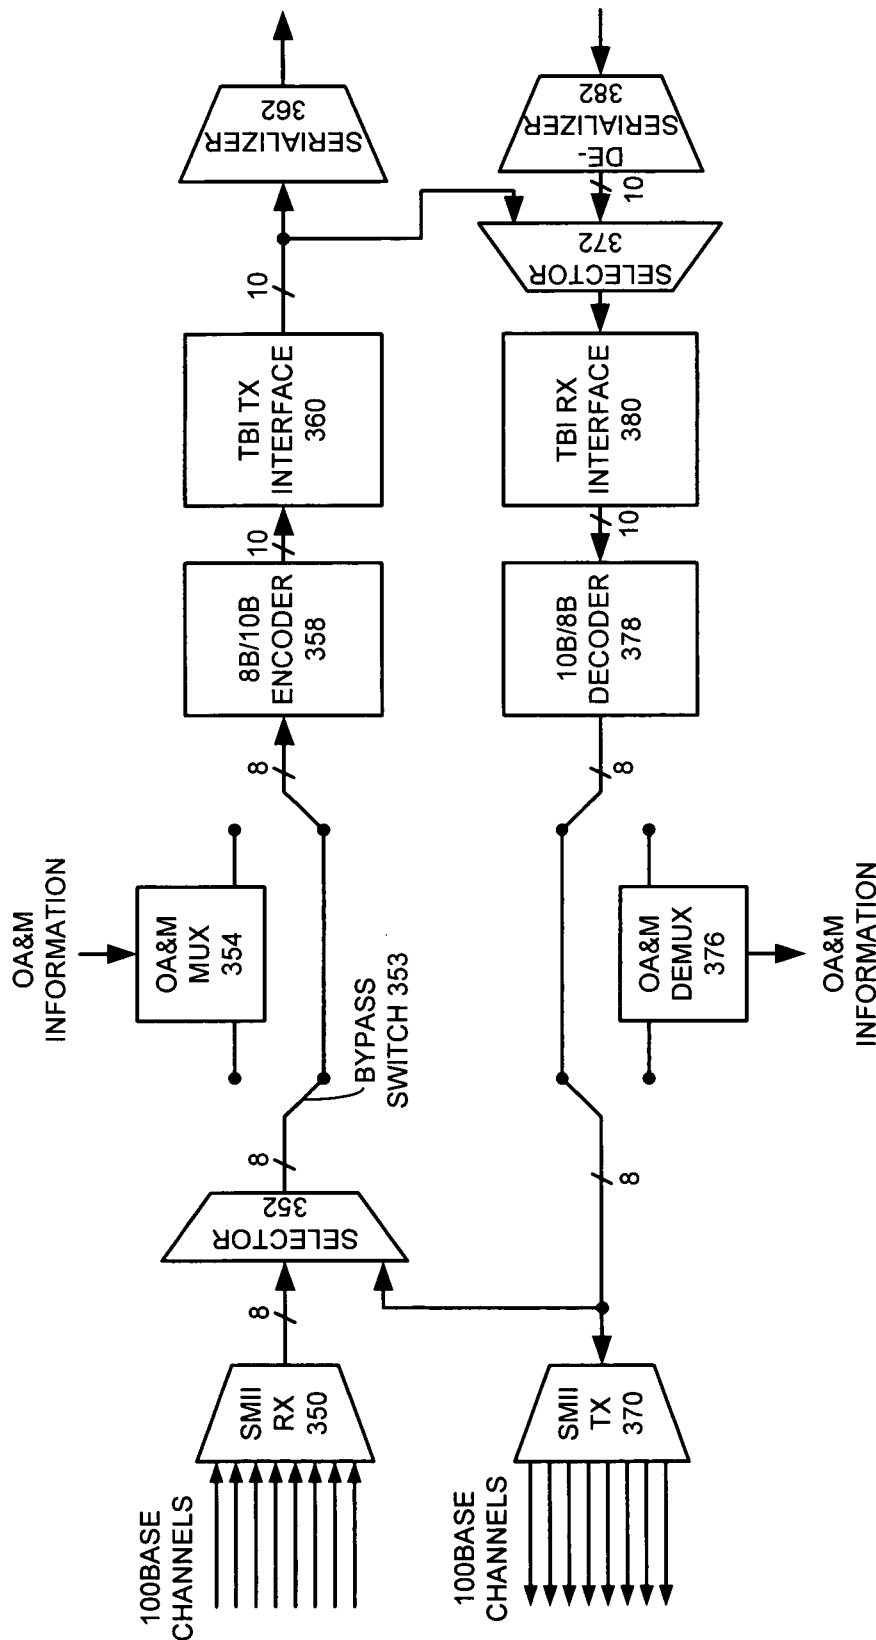 100BASE
CHANNELS
SMII
RX
350
8
SELECTOR
352
8
BYPASS
SWITCH 353
OA&M
INFORMATION
OA&M
MUX
354
8
8B/10B
ENCODER
358
10
TBI TX
INTERFACE
360
10
SERIALIZER
362
100BASE
CHANNELS
SMII
TX
370
8
OA&M
DEMUX
376
OA&M
INFORMATION
8
10B/8B
DECODER
378
10
TBI RX
INTERFACE
380
SELECTOR
372
10
DE-
SERIALIZER
382